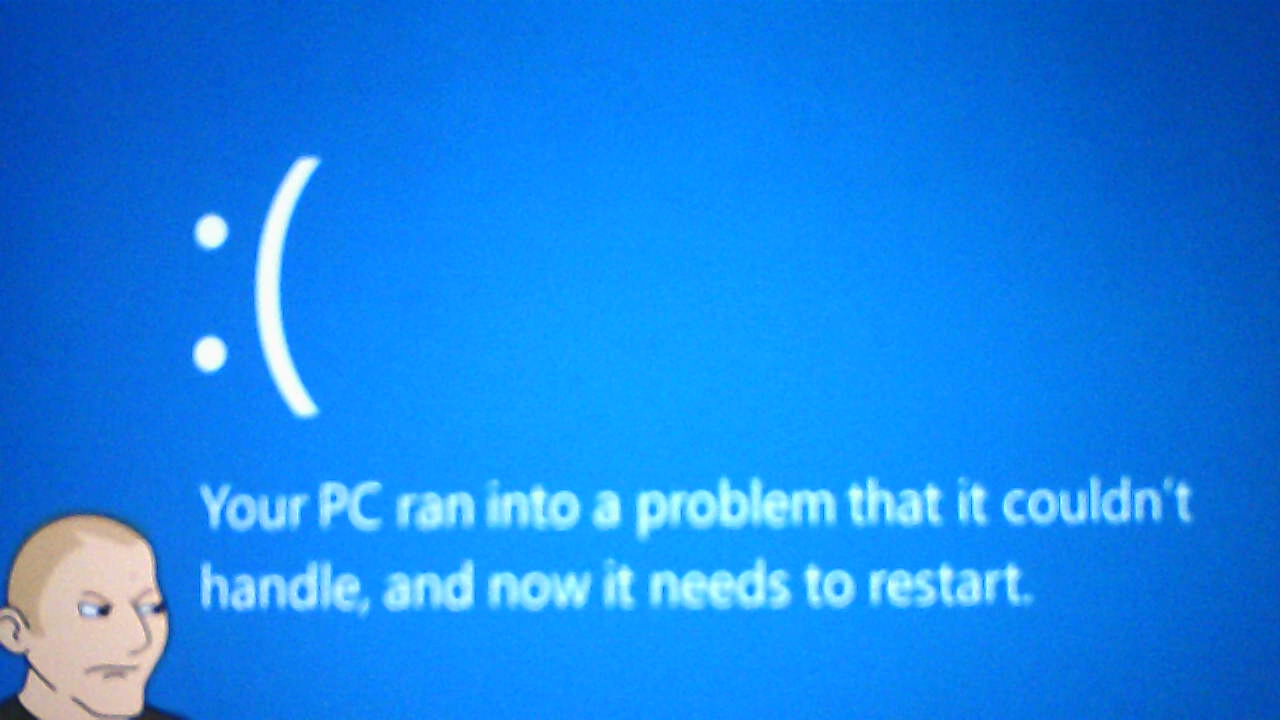 :(
Your PC ran into a problem that it couldn't
handle, and now it needs to restart.